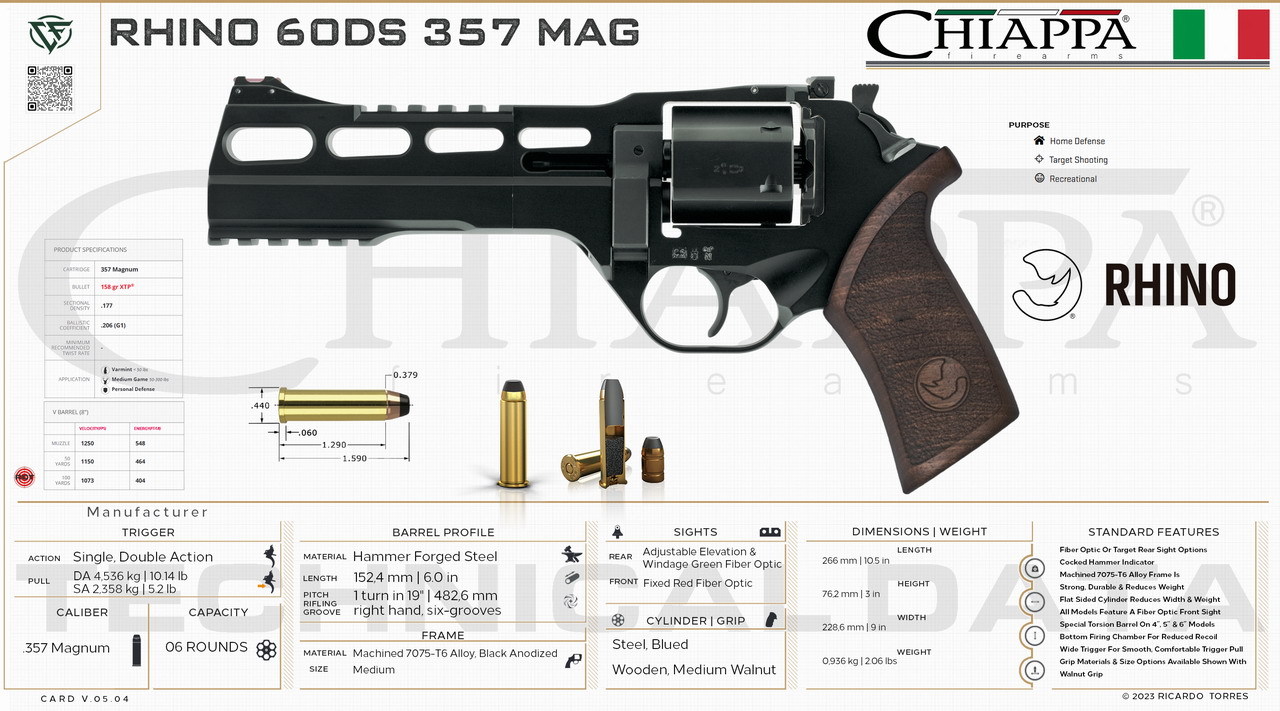 RHINO 60DS 357 MAG
CHIAPPA®
firearms
PURPOSE
Home Defense
Target Shooting
Recreational
CHIAPPA®
firearms
RHINO
®
PRODUCT SPECIFICATIONS
CARTRIDGE 357 Magnum
BULLET 158 gr XTP®
SECTIONAL DENSITY .177
BALLISTIC COEFFICIENT .206 (G1)
MAXIMUM RECOMMENDED TWIST RATE -
APPLICATION Varmint
Medium Game
Personal Defense
V BARREL (8")
MUZZLE 1250 548
50 YARDS 1150 464
100 YARDS 1073 404
0.379
.440
.060
1.290
1.590
Manufacturer
TECHNICAL DATA
TRIGGER
ACTION Single, Double Action
PULL DA 4,536 kg | 10.14 lb
SA 2,358 kg | 5.2 lb
CALIBER
.357 Magnum
CAPACITY
06 ROUNDS
BARREL PROFILE
MATERIAL Hammer Forged Steel
LENGTH 152,4 mm | 6.0 in
PITCH 1 turn in 19" | 482,6 mm
RIFLING GROOVE right hand, six-grooves
FRAME
MATERIAL Machined 7075-T6 Alloy, Black Anodized
SIZE Medium
SIGHTS
REAR Adjustable Elevation &
Windage Green Fiber Optic
FRONT Fixed Red Fiber Optic
CYLINDER | GRIP
Steel, Blued
Wooden, Medium Walnut
DIMENSIONS | WEIGHT
LENGTH
266 mm | 10.5 in
HEIGHT
76.2 mm | 3 in
WIDTH
228,6 mm | 9 in
WEIGHT
0,936 kg | 2.06 lbs
STANDARD FEATURES
Fiber Optic Or Target Rear Sight Options
Cocked Hammer Indicator
Machined 7075-T6 Alloy Frame Is
Strong, Durable & Reduces Weight
Flat Sided Cylinder Reduces Width & Weight
All Models Feature A Fiber Optic Front Sight
Special Torsion Barrel On 4", 5" & 6" Models
Bottom Firing Chamber For Reduced Recoil
Wide Trigger For Smooth, Comfortable Trigger Pull
Grip Materials & Size Options Available Shown With
Walnut Grip
CARD V.05.04
© 2023 RICARDO TORRES